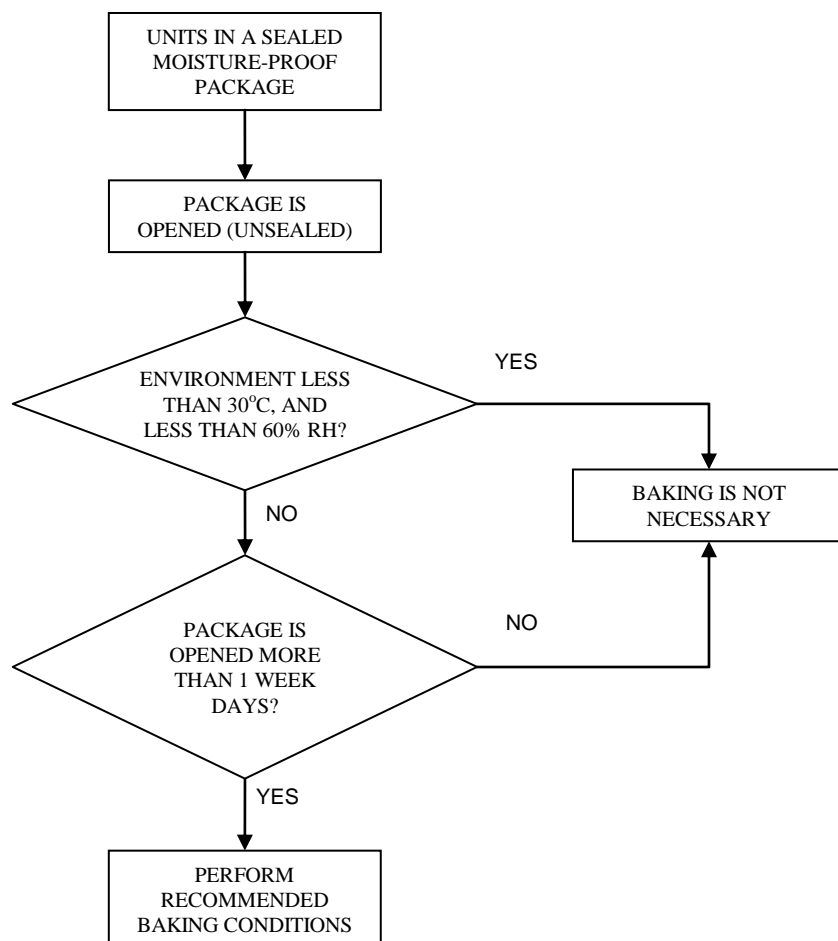 UNITS IN A SEALED
MOISTURE-PROOF
PACKAGE
PACKAGE IS
OPENED (UNSEALED)
YES
ENVIRONMENT LESS
THAN 30°C, AND
LESS THAN 60% RH?
BAKING IS NOT
NECESSARY
NO
NO
PACKAGE IS
OPENED MORE
THAN 1 WEEK
DAYS?
YES
PERFORM
RECOMMENDED
BAKING CONDITIONS